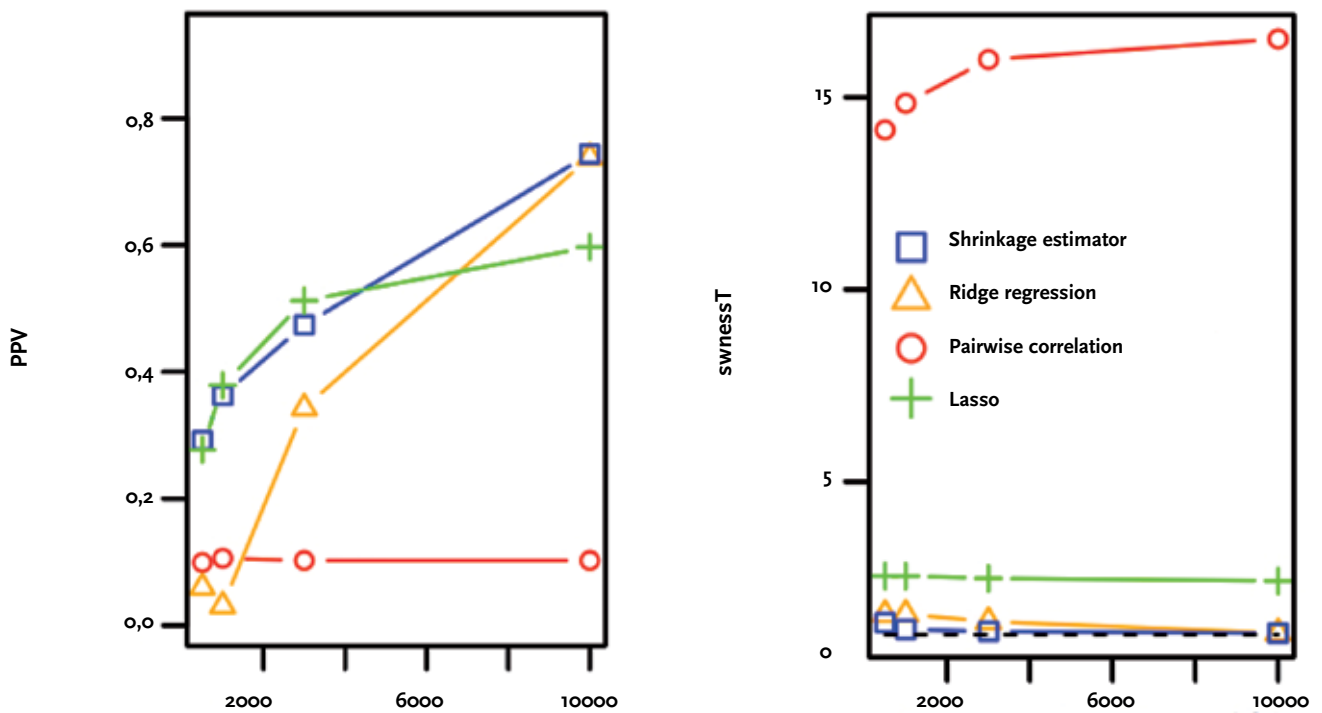 PPV
0,8
0,6
0,4
0,2
0,0
2000 6000 10000
swnessT
15
10
5
0
Shrinkage estimator
Ridge regression
Pairwise correlation
Lasso
2000 6000 10000